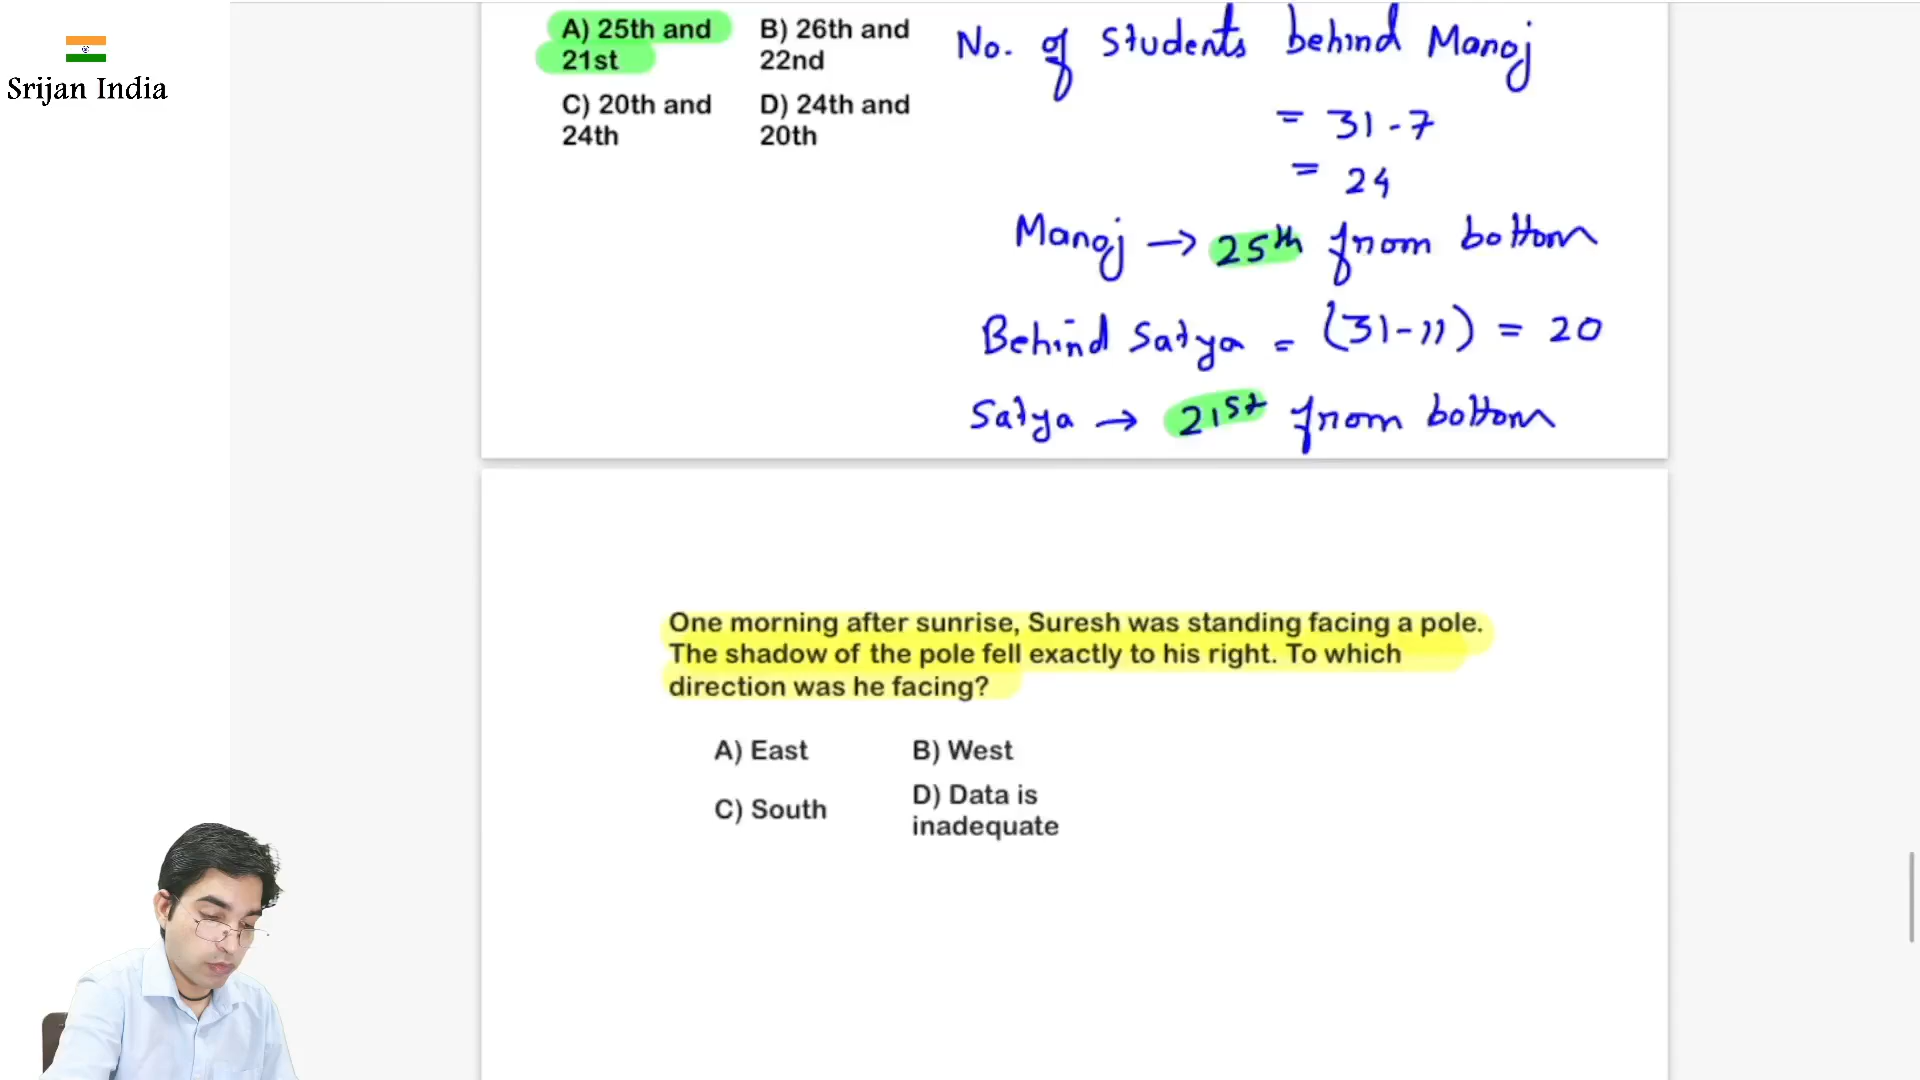 Srijan India
A) 25th and
21st
B) 26th and
22nd
C) 20th and
24th
D) 24th and
20th
No. of students behind Manoj
= 31-7
= 24
Manoj → 25th from bottom
Behind Satya = (31-11) = 20
Satya → 21st from bottom
One morning after sunrise, Suresh was standing facing a pole.
The shadow of the pole fell exactly to his right. To which
direction was he facing?
A) East
B) West
C) South
D) Data is
inadequate